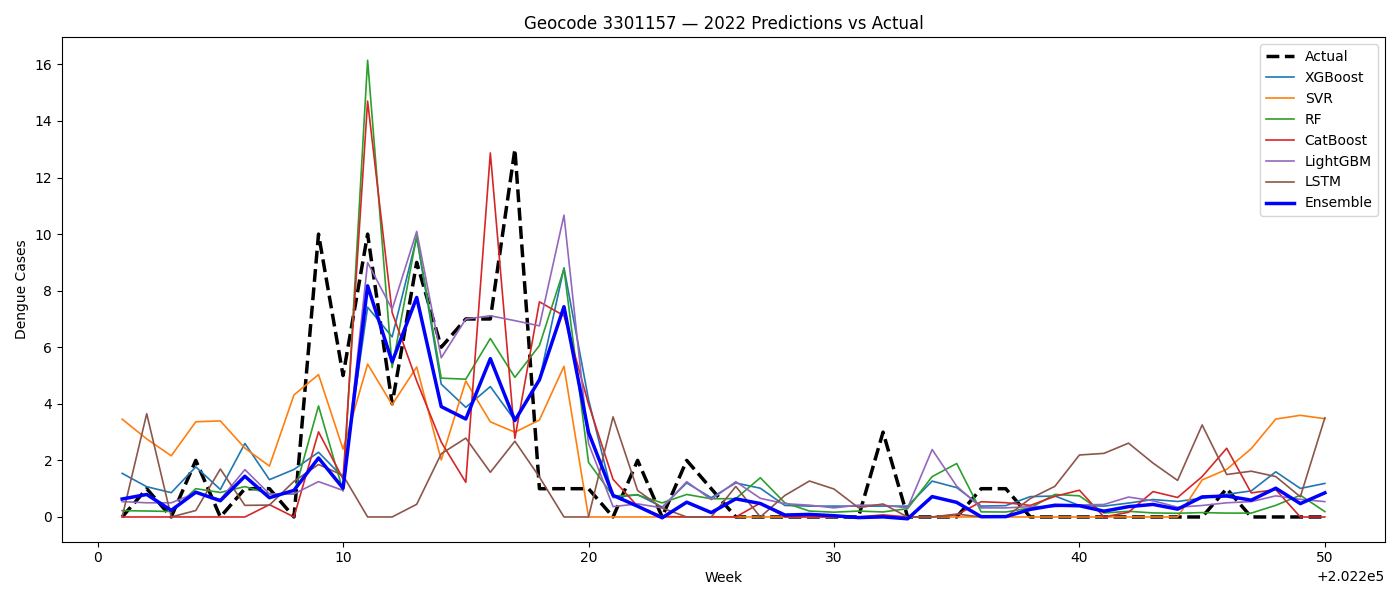 Geocode 3301157 — 2022 Predictions vs Actual
Dengue Cases
16
14
12
10
8
6
4
2
0
Actual
XGBoost
SVR
RF
CatBoost
LightGBM
LSTM
Ensemble
0 10 20 30 40 50
+2.022e5
Week